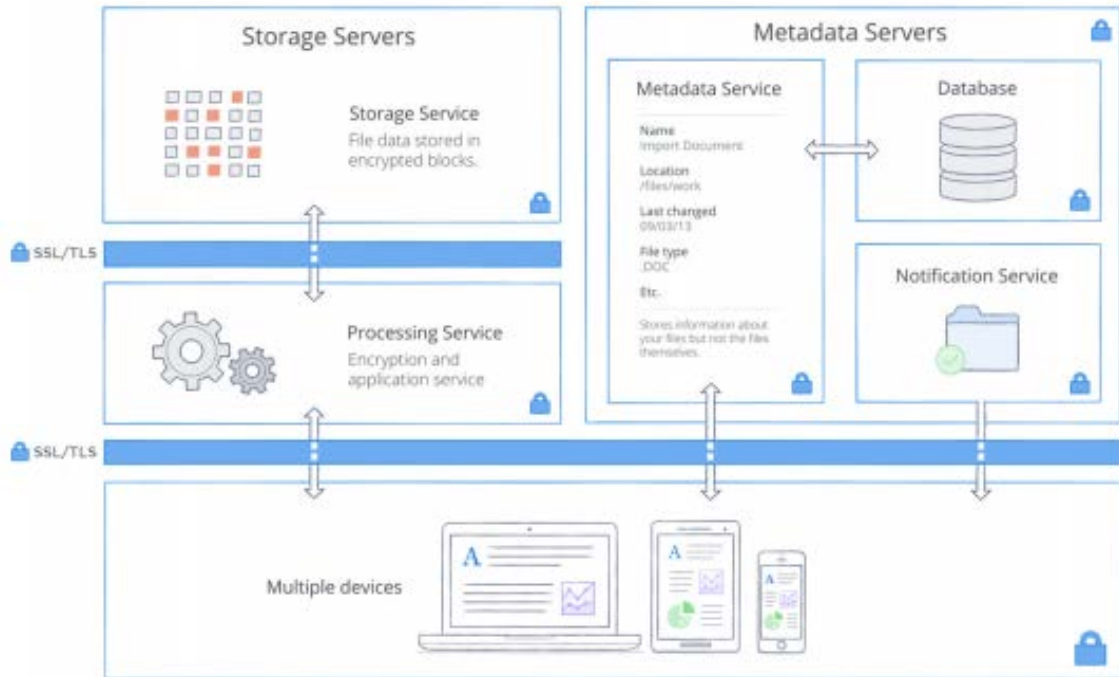 Storage Servers
Storage Service
File data stored in
encrypted blocks.
SSL/TLS
Processing Service
Encryption and
application service
SSL/TLS
Metadata Servers
Metadata Service
Name
Import Document
Location
/files/work
Last changed
09/03/13
File type
.DOC
Etc.
Stores information about
your files but not the files
themselves.
Database
Notification Service
Multiple devices
A
A
A